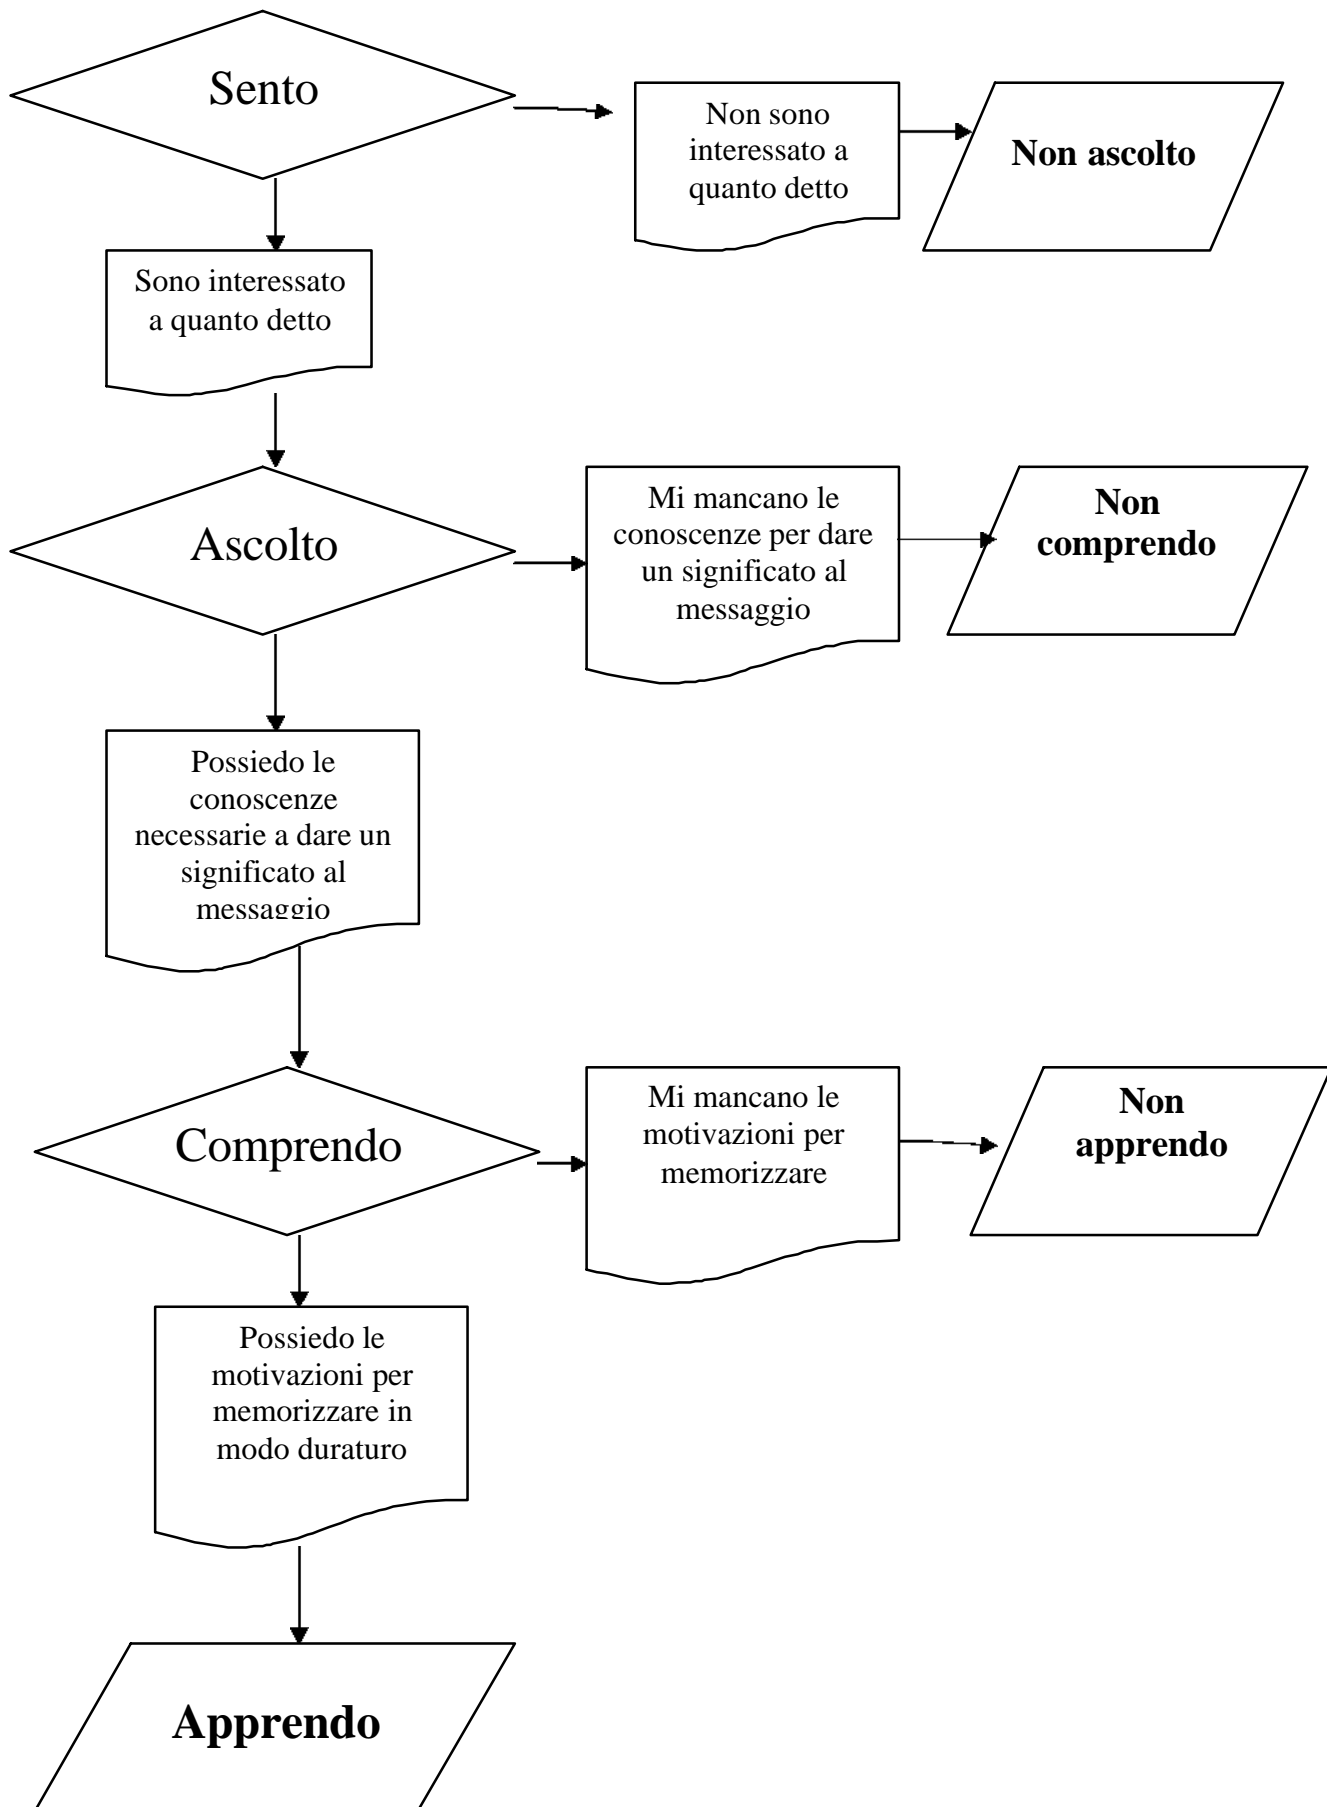 Sento
Non sono
interessato a
quanto detto
Non ascolto
Sono interessato
a quanto detto
Ascolto
Mi mancano le
conoscenze per dare
un significato al
messaggio
Non
comprendo
Possiedo le
conoscenze
necessarie a dare un
significato al
messaggio
Comprendo
Mi mancano le
motivazioni per
memorizzare
Non
apprendo
Possiedo le
motivazioni per
memorizzare in
modo duraturo
Apprendo